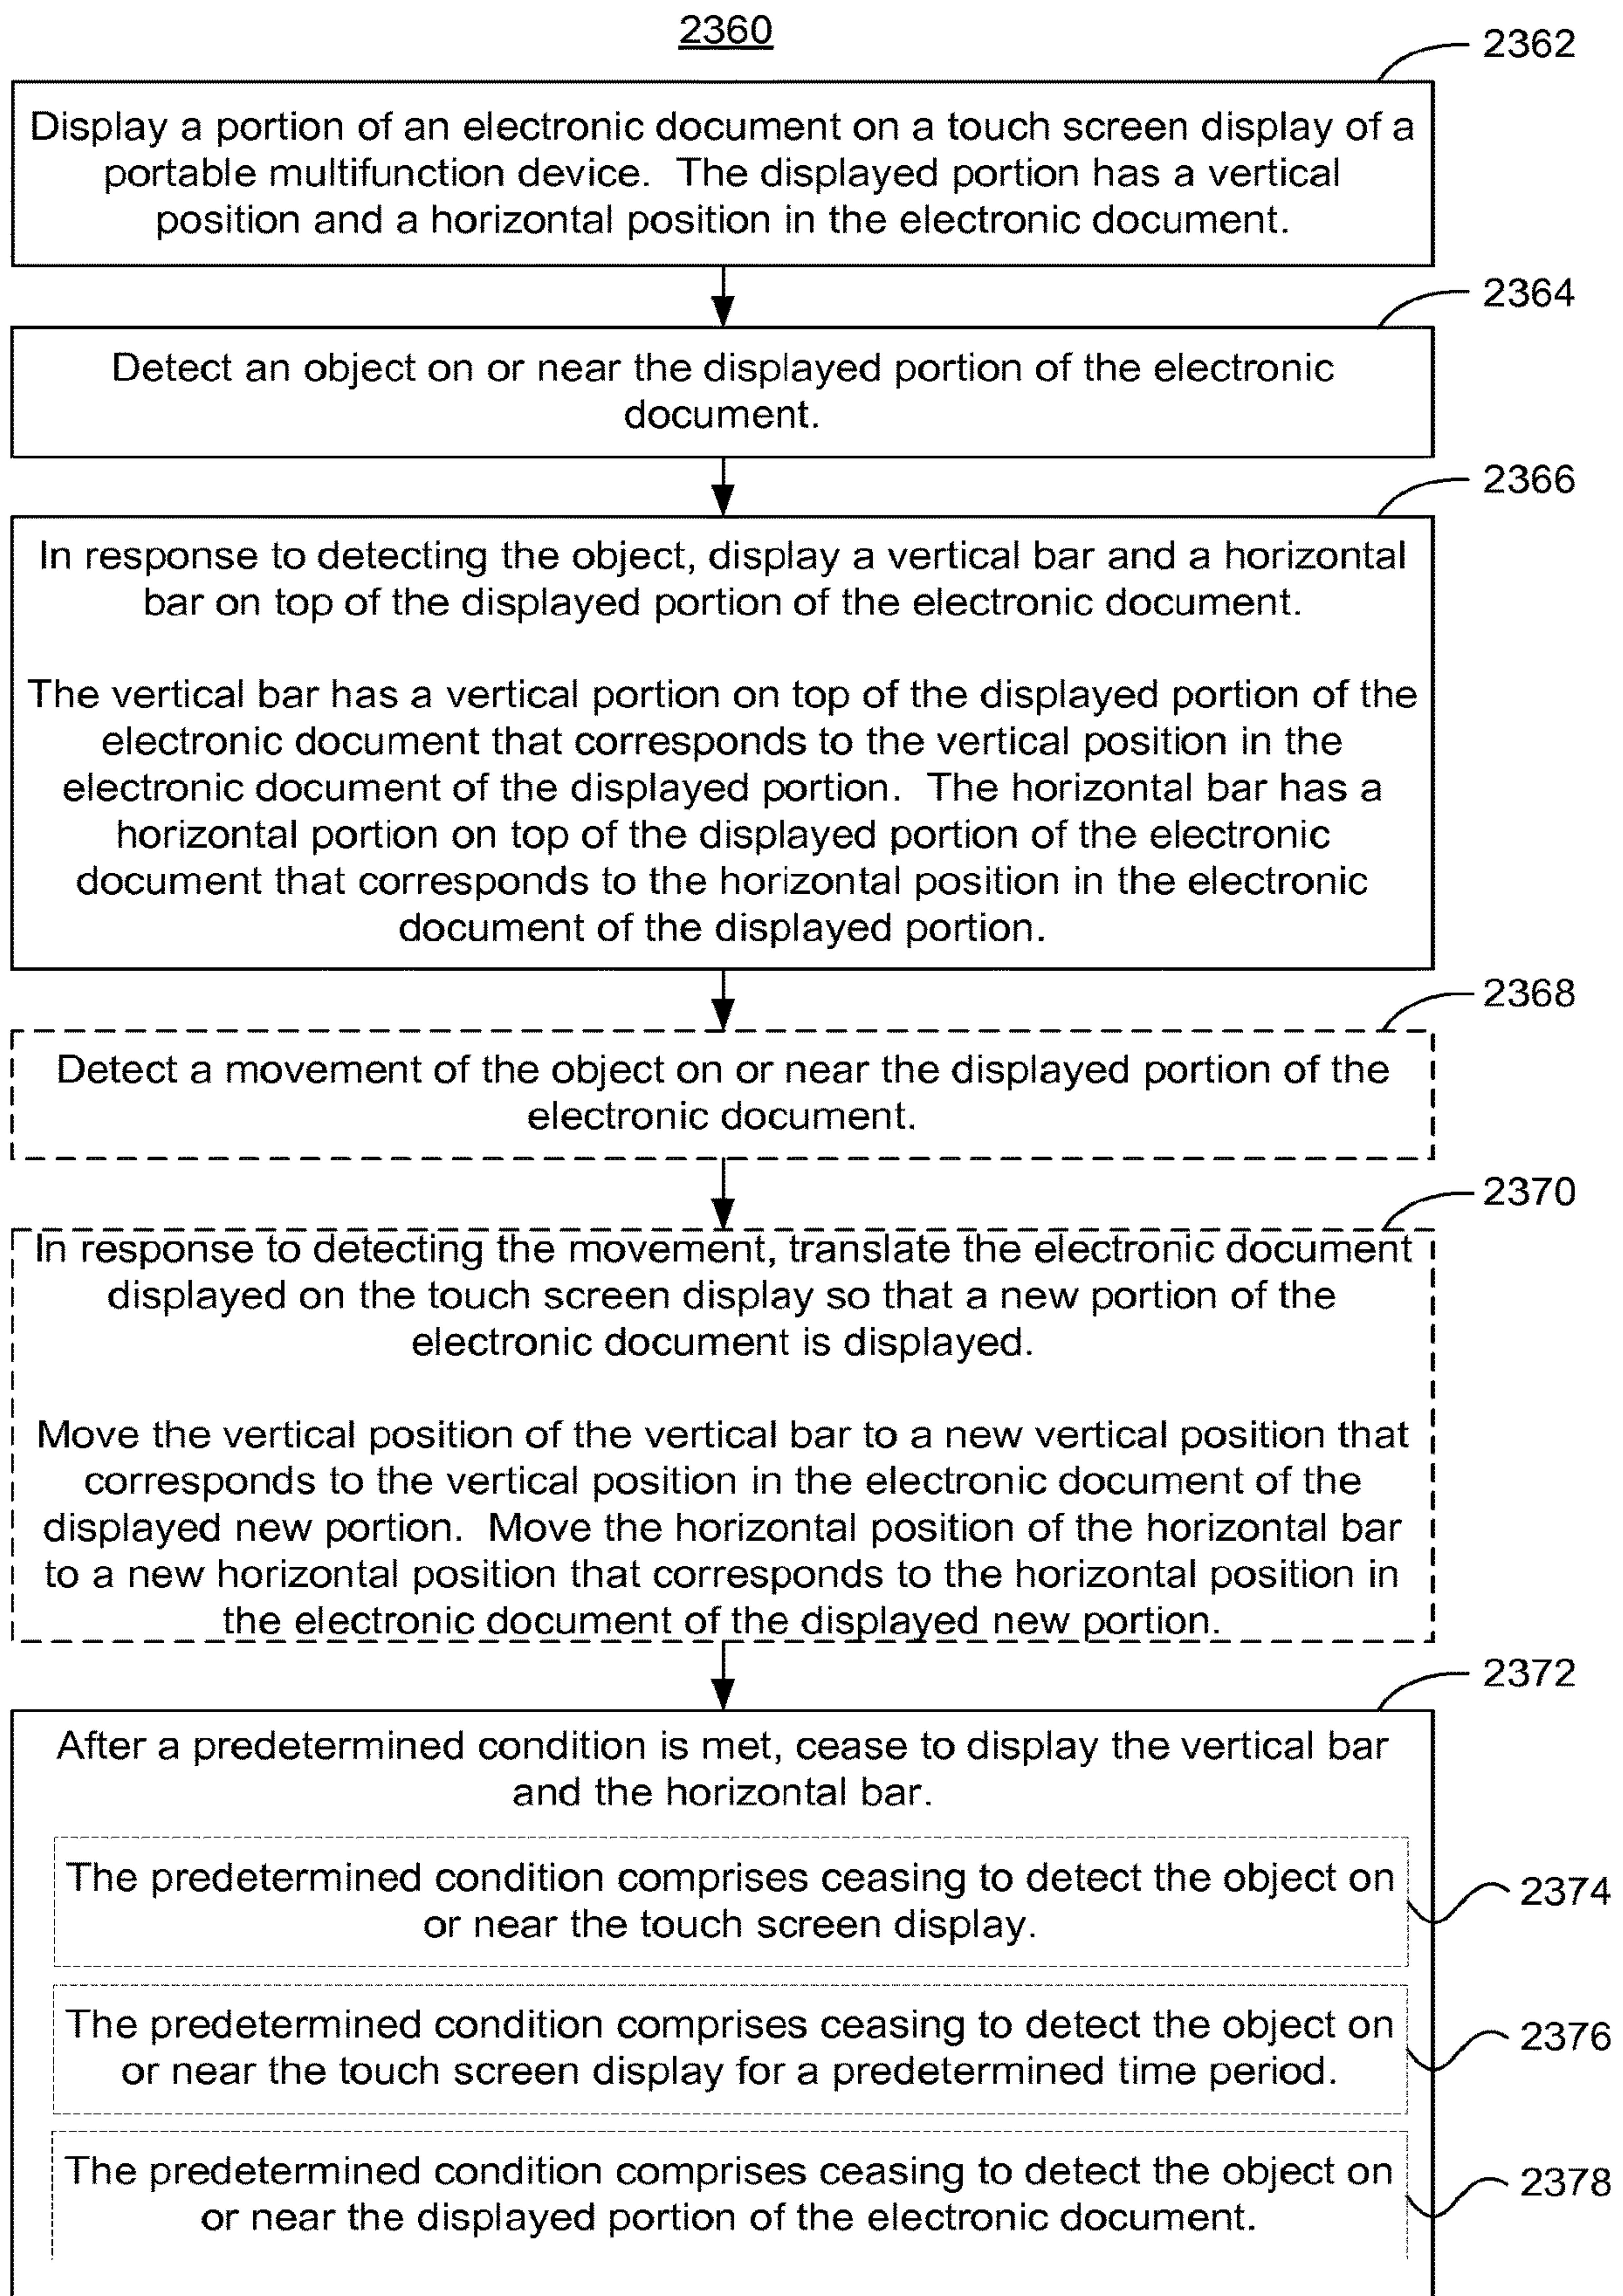 2360
2362
Display a portion of an electronic document on a touch screen display of a
portable multifunction device. The displayed portion has a vertical
position and a horizontal position in the electronic document.
2364
Detect an object on or near the displayed portion of the electronic
document.
2366
In response to detecting the object, display a vertical bar and a horizontal
bar on top of the displayed portion of the electronic document.
The vertical bar has a vertical portion on top of the displayed portion of the
electronic document that corresponds to the vertical position in the
electronic document of the displayed portion. The horizontal bar has a
horizontal portion on top of the displayed portion of the electronic
document that corresponds to the horizontal position in the electronic
document of the displayed portion.
2368
Detect a movement of the object on or near the displayed portion of the
electronic document.
2370
In response to detecting the movement, translate the electronic document
displayed on the touch screen display so that a new portion of the
electronic document is displayed.
Move the vertical position of the vertical bar to a new vertical position that
corresponds to the vertical position in the electronic document of the
displayed new portion. Move the horizontal position of the horizontal bar
to a new horizontal position that corresponds to the horizontal position in
the electronic document of the displayed new portion.
2372
After a predetermined condition is met, cease to display the vertical bar
and the horizontal bar.
The predetermined condition comprises ceasing to detect the object on
or near the touch screen display.
2374
The predetermined condition comprises ceasing to detect the object on
or near the touch screen display for a predetermined time period.
2376
The predetermined condition comprises ceasing to detect the object on
or near the displayed portion of the electronic document.
2378